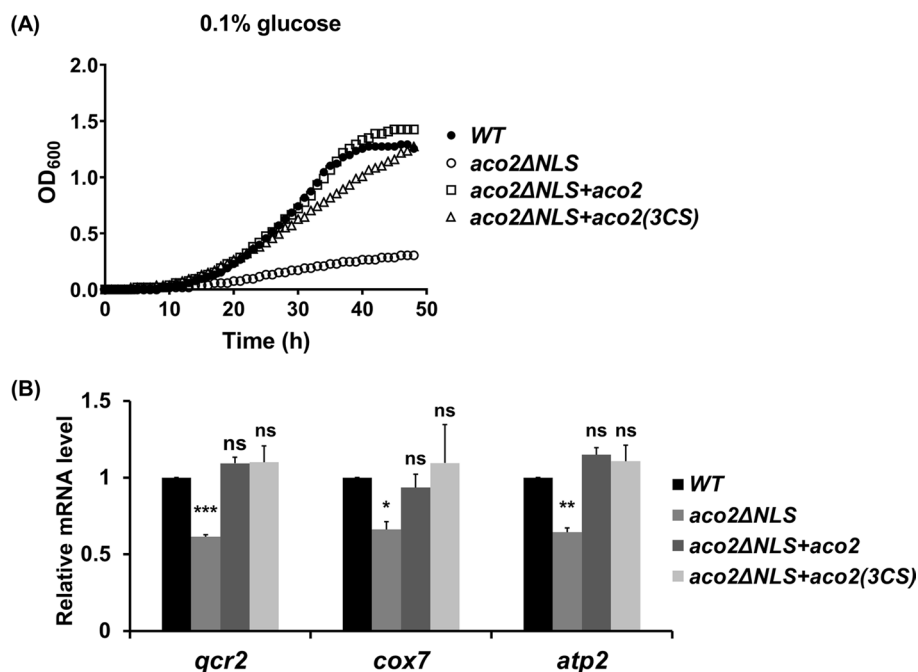 (A)
0.1% glucose
2.0
1.5
1.0
0.5
0.0
OD600
0 10 20 30 40 50
Time (h)
WT
aco2ΔNLS
aco2ΔNLS+aco2
aco2ΔNLS+aco2(3CS)
(B)
Relative mRNA level
1.5
1
0.5
0
*** ns ns
* ns ns
** ns ns
qcr2 cox7 atp2
WT
aco2ΔNLS
aco2ΔNLS+aco2
aco2ΔNLS+aco2(3CS)